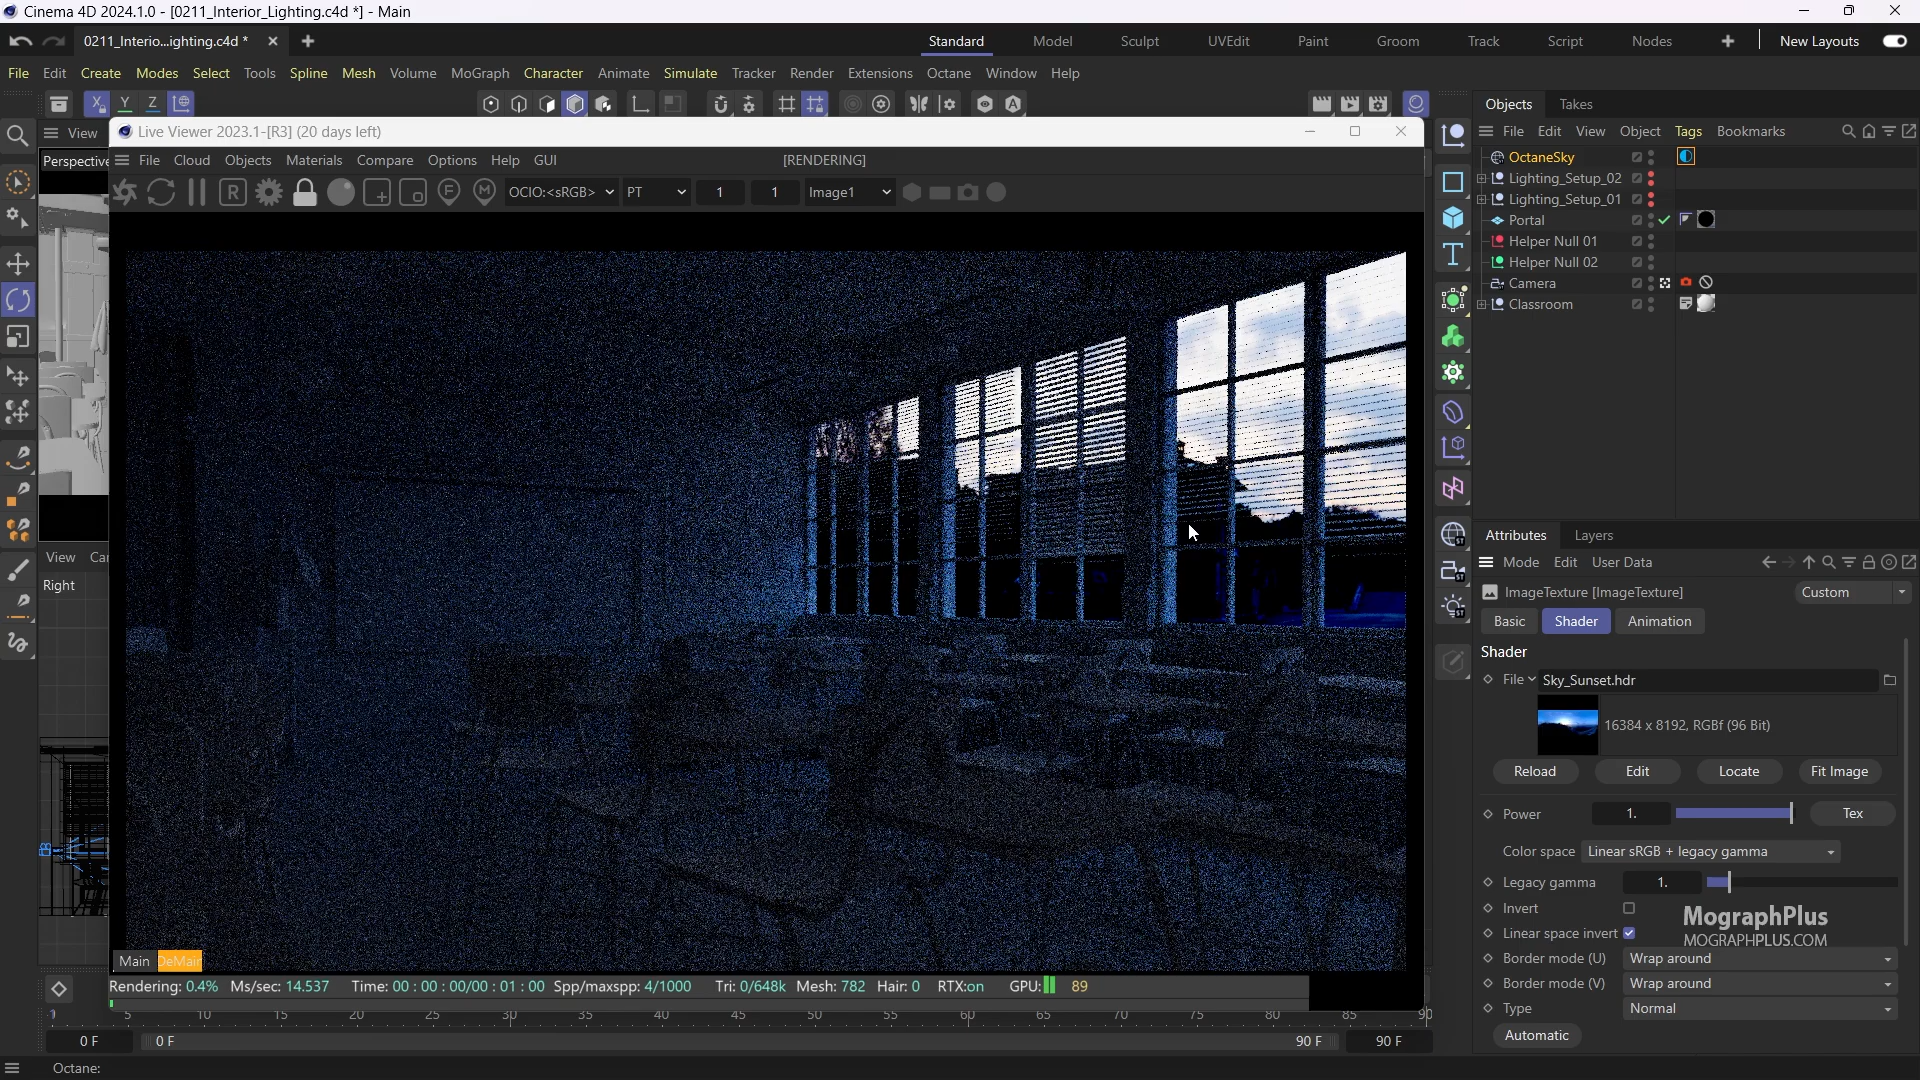 Cinema 4D 2024.1.0 - [0211_Interior_Lighting.c4d *] - Main
0211_Interio...ighting.c4d *
Standard Model Sculpt UVEdit Paint Groom Track Script Nodes New Layouts
File Edit Create Modes Select Tools Spline Mesh Volume MoGraph Character Animate Simulate Tracker Render Extensions Octane Window Help
X Y Z
Objects Takes
View
Live Viewer 2023.1-[R3] (20 days left)
File Edit View Object Tags Bookmarks
Perspective
File Cloud Objects Materials Compare Options Help GUI [RENDERING]
OctaneSky
Lighting_Setup_02
OCIO:<sRGB> PT 1 1 Image1
Lighting_Setup_01
Portal
Helper Null 01
Helper Null 02
Camera
Classroom
Attributes Layers
View
Mode Edit User Data
Right
ImageTexture [ImageTexture] Custom
Basic Shader Animation
Shader
File Sky_Sunset.hdr
16384 x 8192, RGBf (96 Bit)
Reload Edit Locate Fit Image
Power 1. Tex
Color space Linear sRGB + legacy gamma
Legacy gamma 1.
Invert
MographPlus
Linear space invert
MOGRAPHPLUS.COM
Border mode (U) Wrap around
Main DeMain
Border mode (V) Wrap around
Rendering: 0.4% Ms/sec: 14.537 Time: 00 : 00 : 00/00 : 01 : 00 Spp/maxspp: 4/1000 Tri: 0/648k Mesh: 782 Hair: 0 RTX:on GPU: 89
Type Normal
5 10 15 20 25 30 35 40 45 50 55 60 65 70 75 80 85 90
Automatic
0 F 0 F 90 F 90 F
Octane: